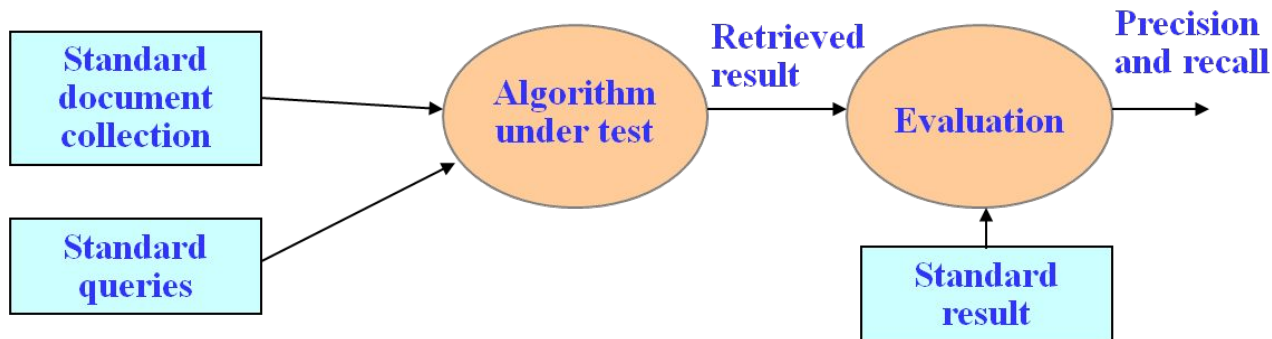 Standard
document
collection
Standard
queries
Algorithm
under test
Retrieved
result
Evaluation
Precision
and recall
Standard
result